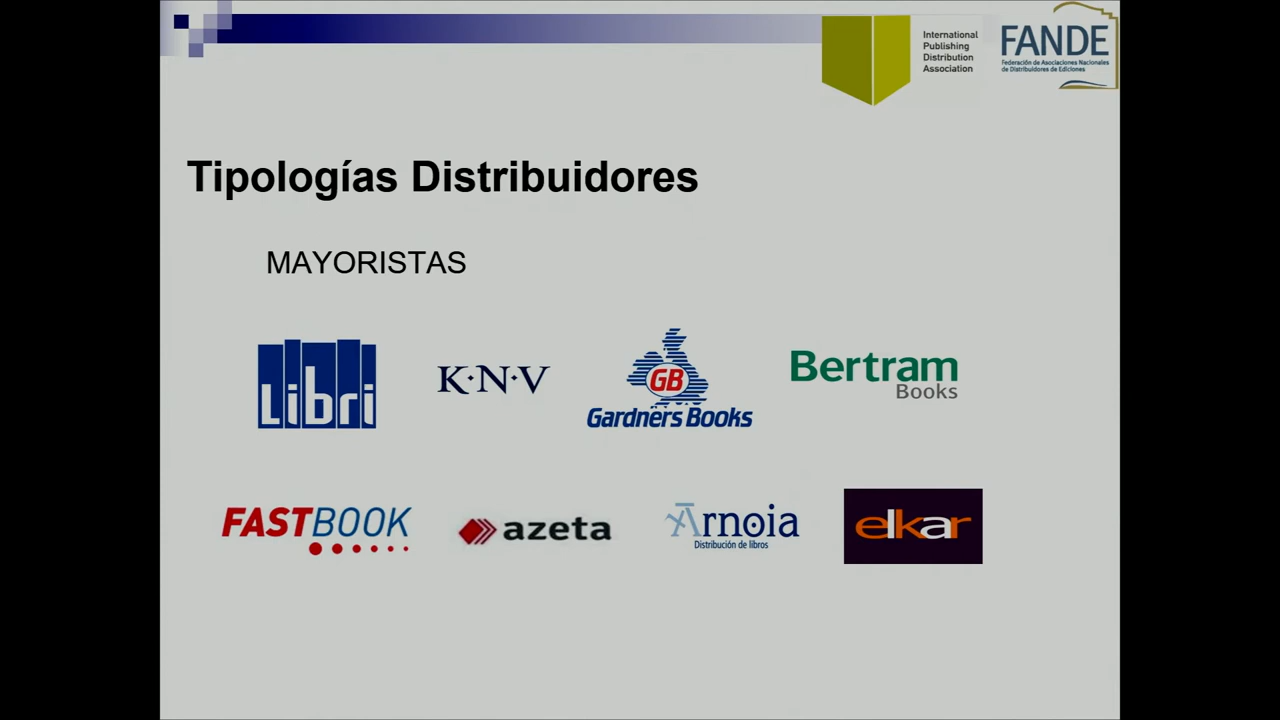 International
Publishing
Distribution
Association
FANDE
Federación de Asociaciones Nacionales
de Distribuidores de Ediciones
Tipologías Distribuidores
MAYORISTAS
Libri
K·N·V
GB
Gardners Books
Bertram
Books
FASTBOOK
azeta
Arnoia
Distribución de libros
elkar